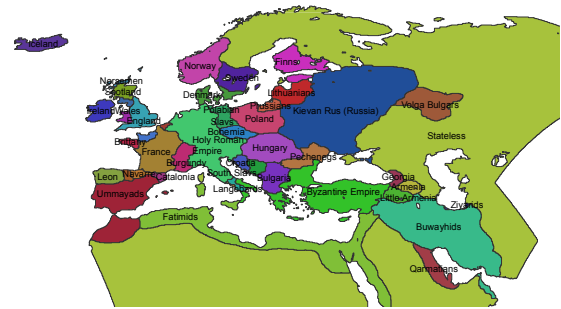 Iceland
Norway
Finns
Sweden
Norsemen
Scotland
Denmark
Lithuanians
Volga Bulgars
Ireland
Wales
England
Polabian
Slavs
Prussians
Poland
Kievan Rus (Russia)
Stateless
Brittany
Bohemia
Holy Roman
Empire
France
Hungary
Pechenegs
Burgundy
Croatia
Leon
Navarre
Catalonia
South Slavs
Bulgaria
Georgia
Armenia
Ummayads
Langobards
Byzantine Empire
Little Armenia
Ziyarids
Fatimids
Buwayhids
Qarmatians